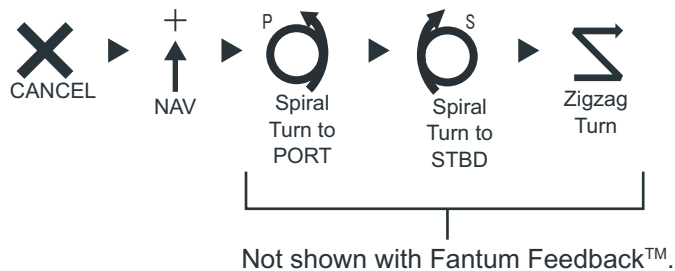 P
S
CANCEL
NAV
Spiral
Turn to
PORT
Spiral
Turn to
STBD
Zigzag
Turn
Not shown with Fantum Feedback™.